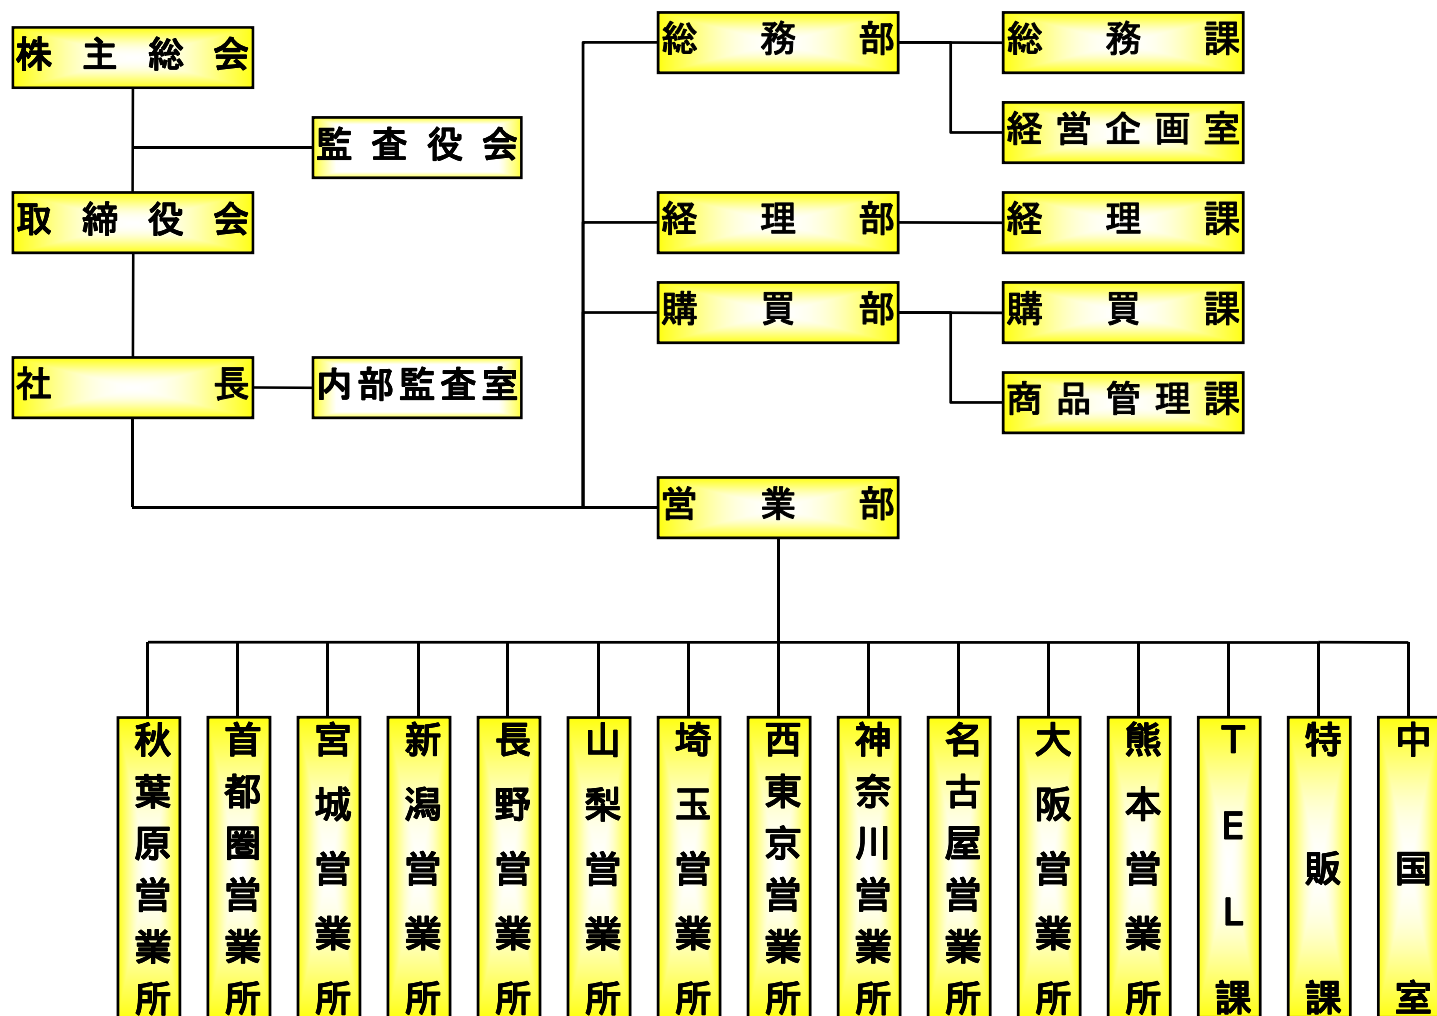 株主総会
監査役会
取締役会
社長
内部監査室
総務部
総務課
経営企画室
経理部
経理課
購買部
購買課
商品管理課
営業部
秋葉原営業所
首都圏営業所
宮城営業所
新潟営業所
長野営業所
山梨営業所
埼玉営業所
西東京営業所
神奈川営業所
名古屋営業所
大阪営業所
熊本営業所
TEL課
特販課
中国室